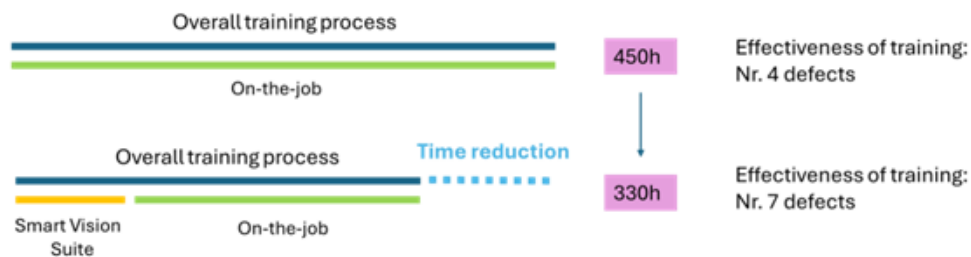 Overall training process
On-the-job
450h
Effectiveness of training:
Nr. 4 defects
Overall training process
Time reduction
Smart Vision
Suite
On-the-job
330h
Effectiveness of training:
Nr. 7 defects